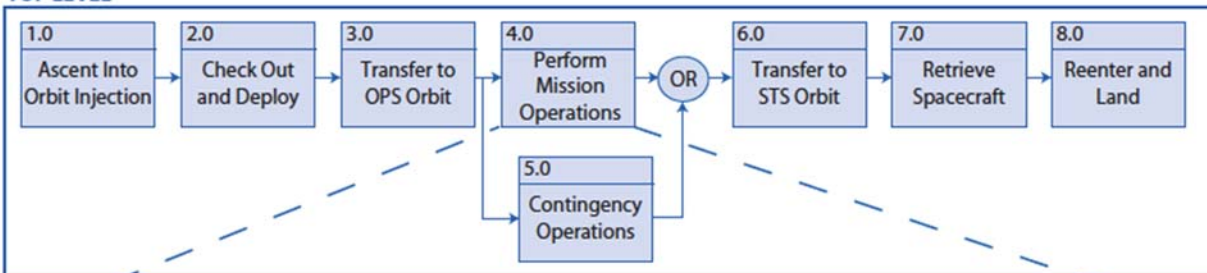 1.0
Ascent Into
Orbit Injection
2.0
Check Out
and Deploy
3.0
Transfer to
OPS Orbit
4.0
Perform
Mission
Operations
OR
6.0
Transfer to
STS Orbit
7.0
Retrieve
Spacecraft
8.0
Reenter and
Land
5.0
Contingency
Operations